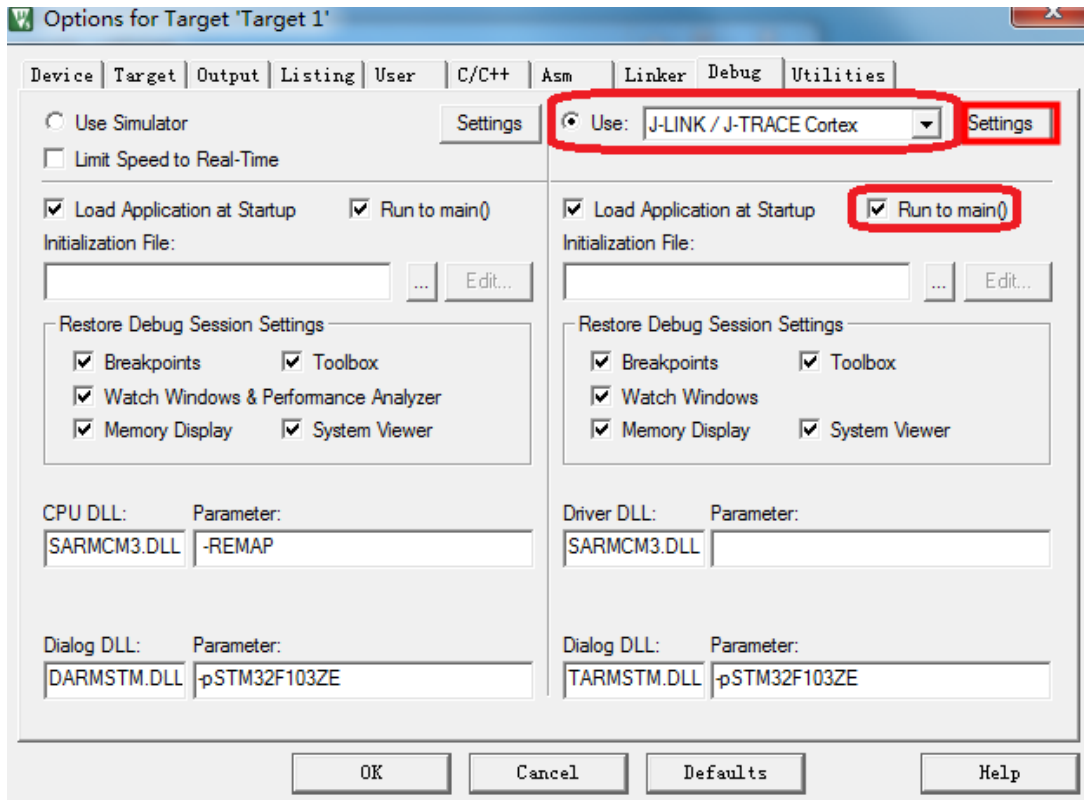 Options for Target 'Target 1'
Device Target Output Listing User C/C++ Asm Linker Debug Utilities
Use Simulator Settings
Limit Speed to Real-Time
Use: J-LINK / J-TRACE Cortex Settings
Load Application at Startup Run to main()
Initialization File:
... Edit...
Load Application at Startup Run to main()
Initialization File:
... Edit...
Restore Debug Session Settings
Breakpoints Toolbox
Watch Windows & Performance Analyzer
Memory Display System Viewer
Restore Debug Session Settings
Breakpoints Toolbox
Watch Windows
Memory Display System Viewer
CPU DLL: Parameter:
SARMCM3.DLL -REMAP
Driver DLL: Parameter:
SARMCM3.DLL
Dialog DLL: Parameter:
DARMSTM.DLL -pSTM32F103ZE
Dialog DLL: Parameter:
TARMSTM.DLL -pSTM32F103ZE
OK Cancel Defaults Help